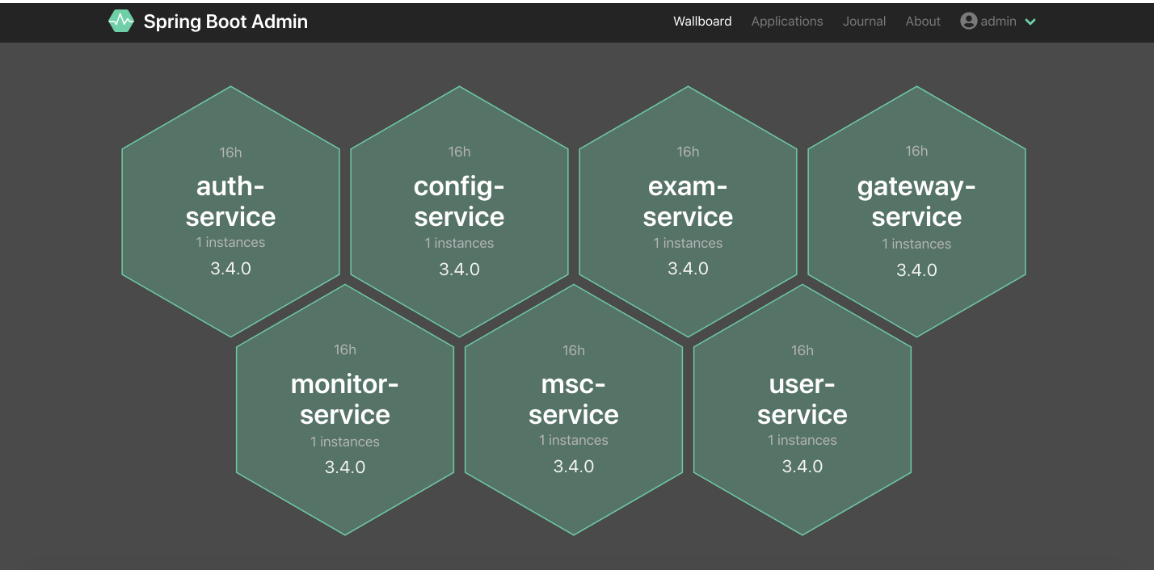 Spring Boot Admin
Wallboard Applications Journal About admin
16h
auth-
service
1 instances
3.4.0
16h
config-
service
1 instances
3.4.0
16h
exam-
service
1 instances
3.4.0
16h
gateway-
service
1 instances
3.4.0
16h
monitor-
service
1 instances
3.4.0
16h
msc-
service
1 instances
3.4.0
16h
user-
service
1 instances
3.4.0